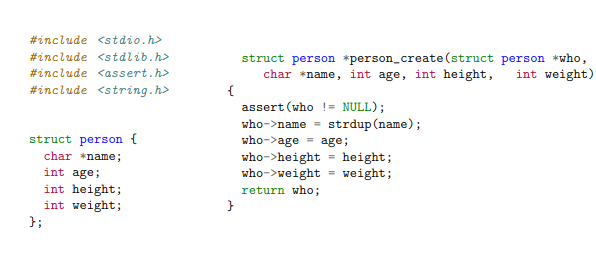 #include <stdio.h>
#include <stdlib.h>
#include <assert.h>
#include <string.h>
struct person {
char *name;
int age;
int height;
int weight;
};
struct person *person_create(struct person *who,
char *name, int age, int height, int weight)
{
assert(who != NULL);
who->name = strdup(name);
who->age = age;
who->height = height;
who->weight = weight;
return who;
}